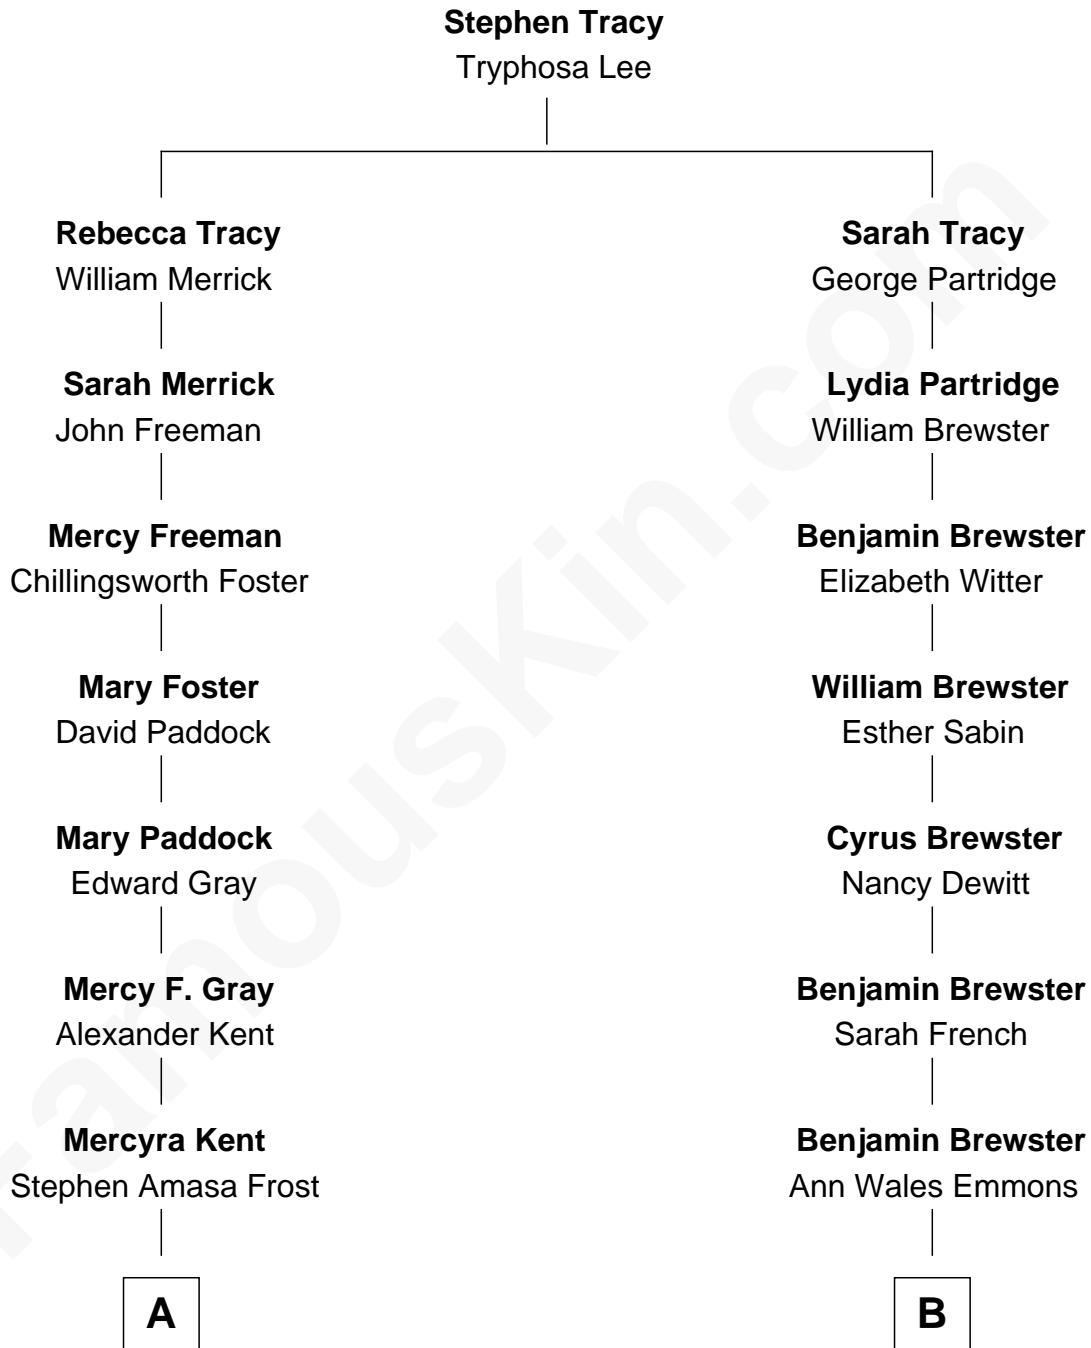 Stephen Tracy
Tryphosa Lee
Rebecca Tracy
William Merrick
Sarah Tracy
George Partridge
Sarah Merrick
John Freeman
Lydia Partridge
William Brewster
Mercy Freeman
Chillingsworth Foster
Benjamin Brewster
Elizabeth Witter
Mary Foster
David Paddock
William Brewster
Esther Sabin
Mary Paddock
Edward Gray
Cyrus Brewster
Nancy Dewitt
Mercy F. Gray
Alexander Kent
Benjamin Brewster
Sarah French
Mercyra Kent
Stephen Amasa Frost
Benjamin Brewster
Ann Wales Emmons
A
B
FamousKin.com